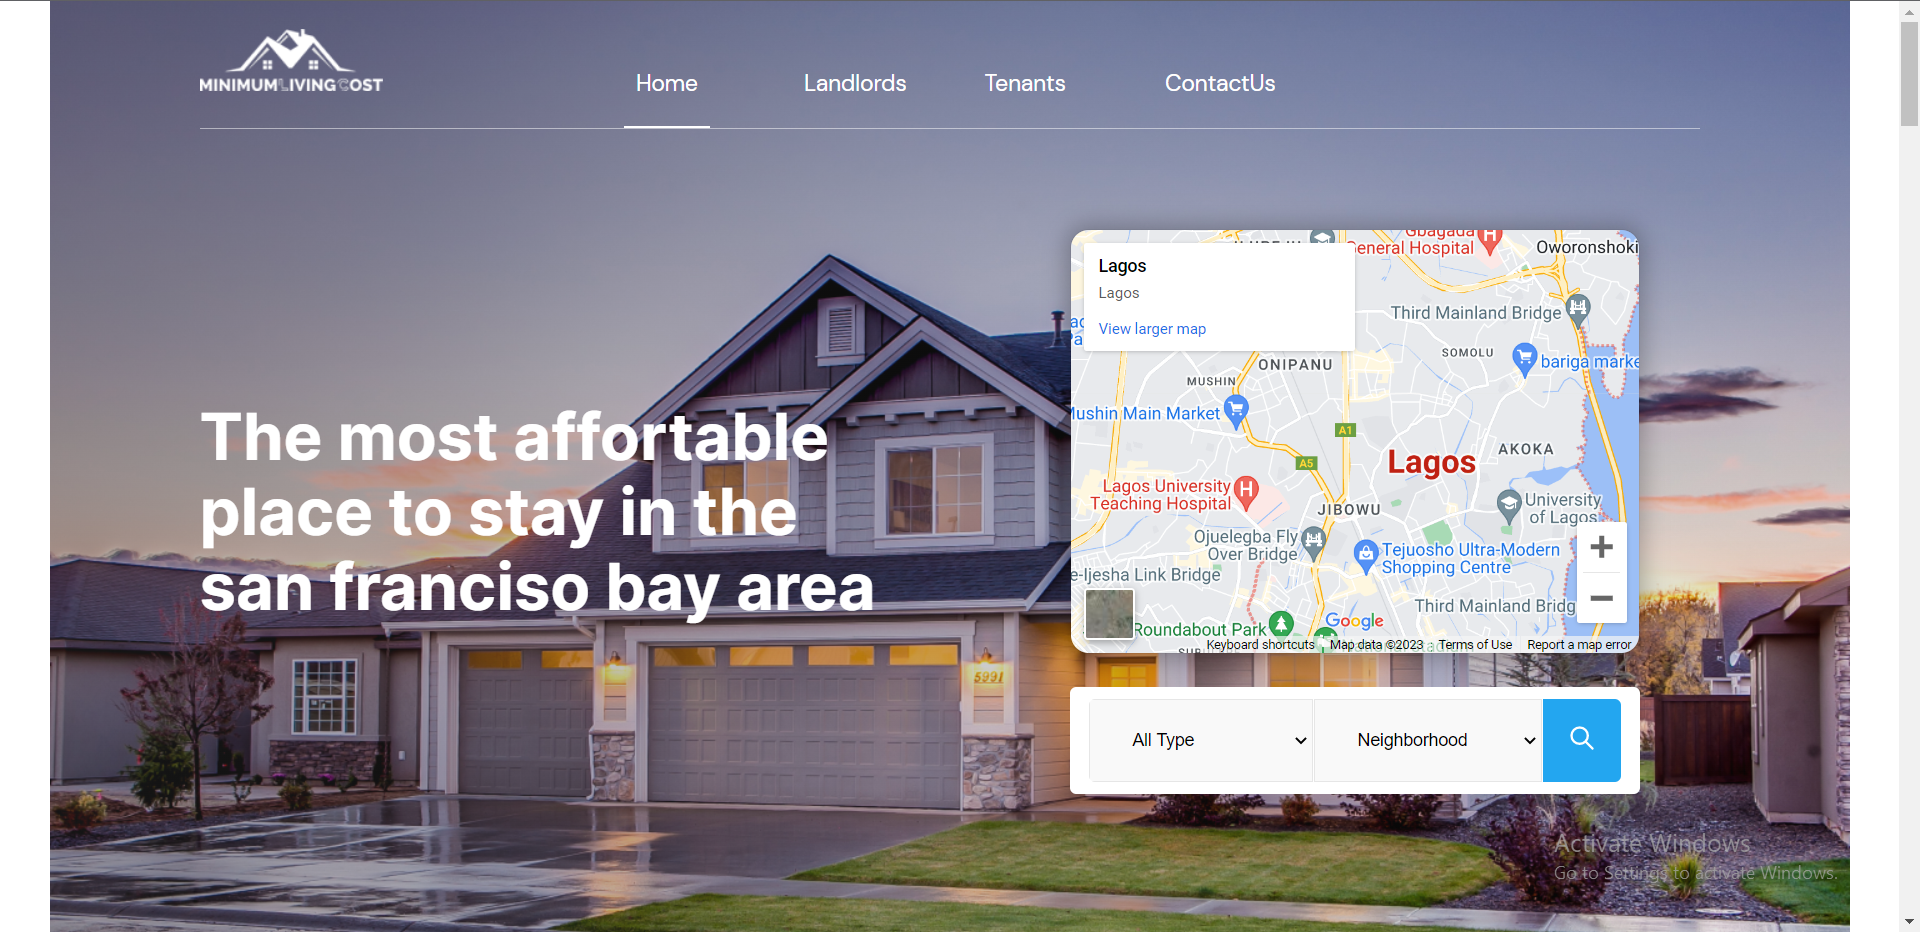 MINIMUMLIVINGCOST
Home
Landlords
Tenants
ContactUs
The most affortable
place to stay in the
san franciso bay area
Lagos
Lagos
View larger map
Gbagada
General Hospital
Oworonshoki
Third Mainland Bridge
SOMOLU
bariga marke
ONIPANU
MUSHIN
Mushin Main Market
A1
A5
Lagos
AKOKA
Lagos University
Teaching Hospital
JIBOWU
University
of Lagos
Ojuelegba Fly
Over Bridge
Tejuosho Ultra-Modern
Shopping Centre
e-Ijesha Link Bridge
Third Mainland Bridg
Roundabout Park
Google
Keyboard shortcuts
Map data ©2023
Terms of Use
Report a map error
5991
All Type
Neighborhood
Activate Windows
Go to Settings to activate Windows.